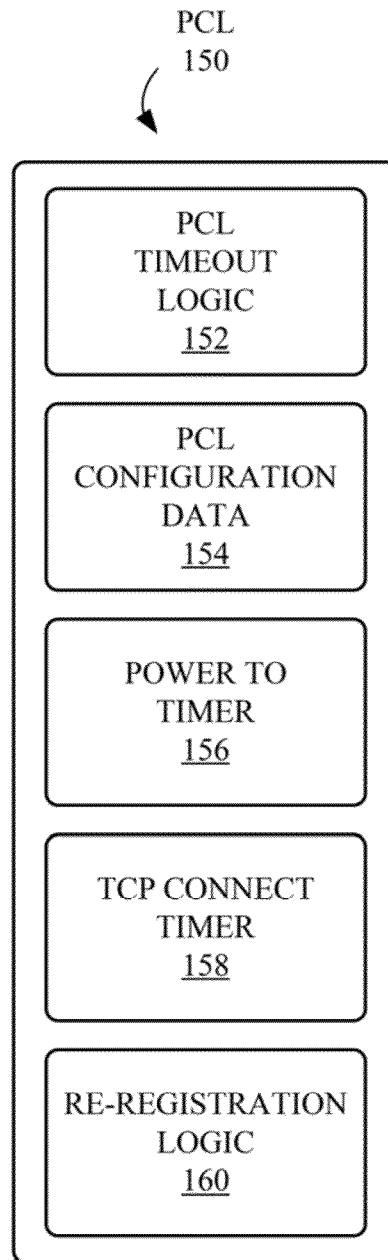 PCL
150
PCL
TIMEOUT
LOGIC
152
PCL
CONFIGURATION
DATA
154
POWER TO
TIMER
156
TCP CONNECT
TIMER
158
RE-REGISTRATION
LOGIC
160